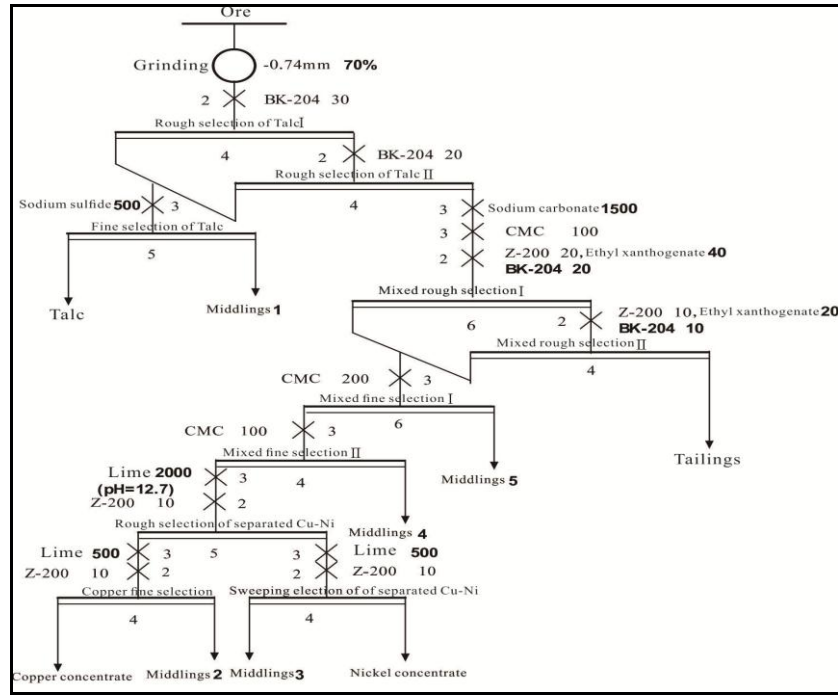 Ore
Grinding -0.74mm 70%
2 BK-204 30
Rough selection of TalcⅠ
4 2 BK-204 20
Rough selection of Talc Ⅱ
4
Sodium sulfide 500 3
3 Sodium carbonate 1500
Fine selection of Talc
3 CMC 100
5
2 Z-200 20, Ethyl xanthogenate 40
BK-204 20
Talc
Middlings 1
Mixed rough selectionⅠ
6 2 Z-200 10, Ethyl xanthogenate 20
BK-204 10
Mixed rough selectionⅡ
4
CMC 200 3
Mixed fine selectionⅠ
6
CMC 100 3
Mixed fine selectionⅡ
Tailings
4
Middlings 5
Lime 2000 3
(pH=12.7)
Z-200 10 2
Rough selection of separated Cu-Ni
Middlings 4
5
Lime 500 3
3 Lime 500
Z-200 10 2
2 Z-200 10
Copper fine selection
Sweeping election of of separated Cu-Ni
4
4
Copper concentrate
Middlings 2
Middlings 3
Nickel concentrate